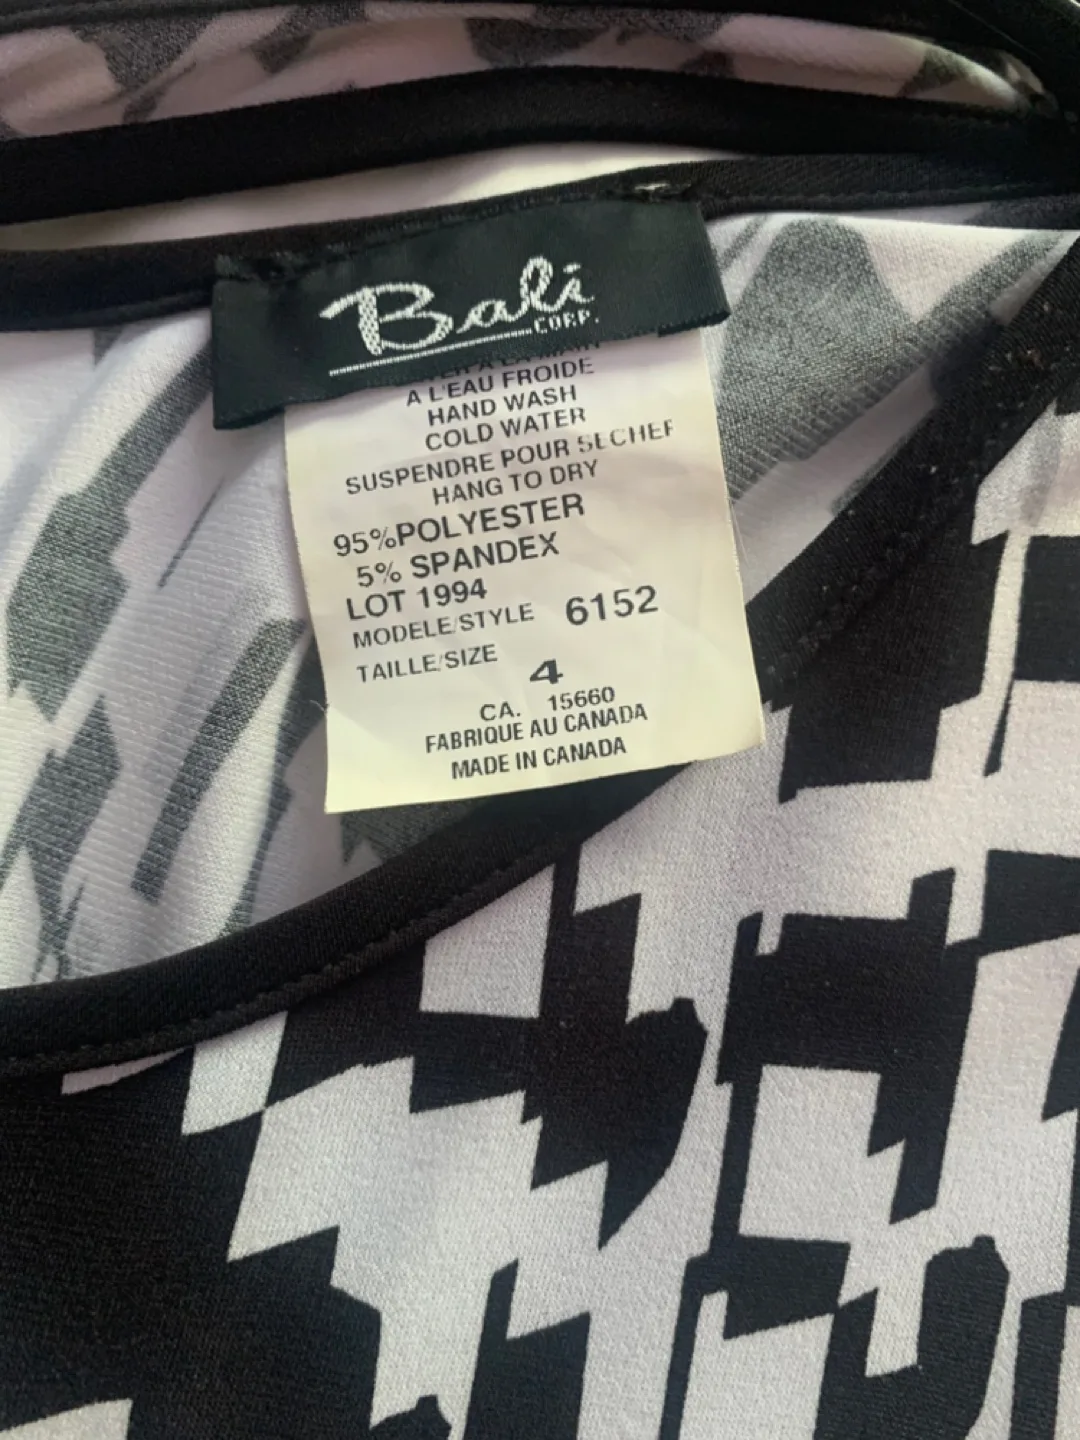 Bali
CORP.
A L'EAU FROIDE
HAND WASH
COLD WATER
SUSPENDRE POUR SECHER
HANG TO DRY
95%POLYESTER
5% SPANDEX
LOT 1994
MODELE/STYLE 6152
TAILLE/SIZE
4
CA. 15660
FABRIQUE AU CANADA
MADE IN CANADA